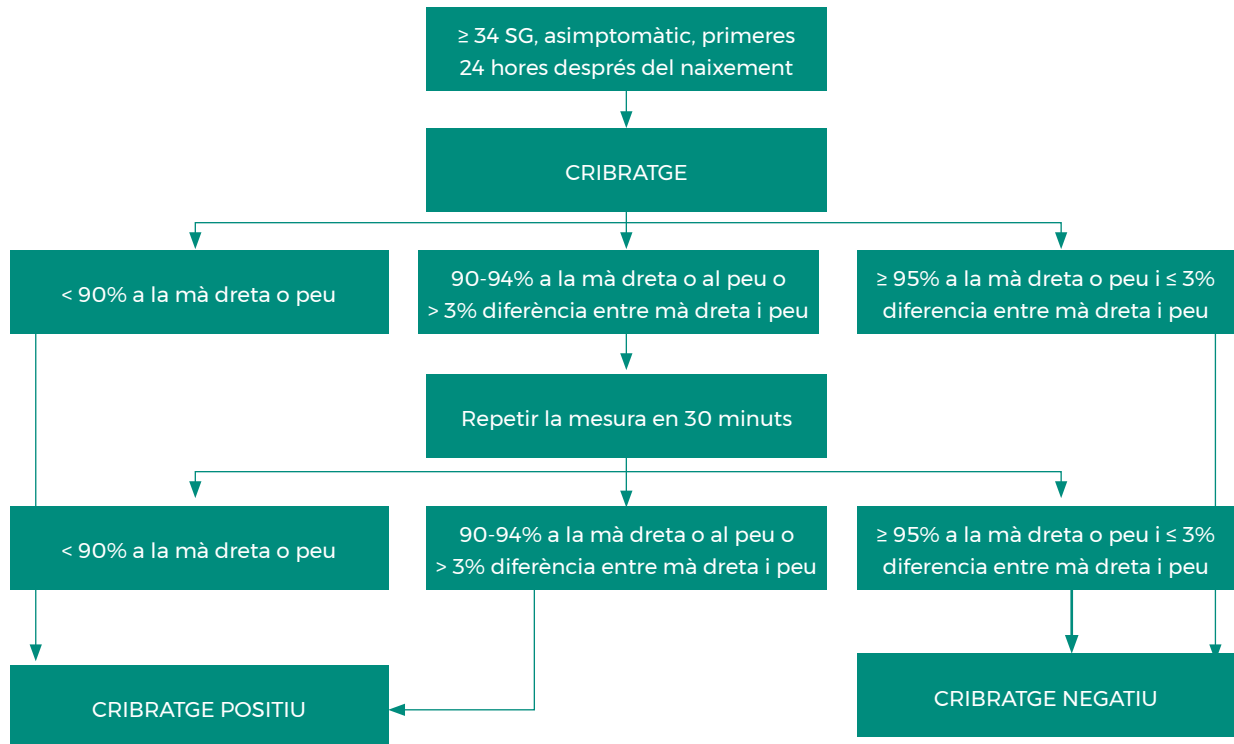 ≥ 34 SG, asimptomàtic, primeres
24 hores després del naixement
CRIBRATGE
< 90% a la mà dreta o peu
90-94% a la mà dreta o al peu o
> 3% diferència entre mà dreta i peu
≥ 95% a la mà dreta o peu i ≤ 3%
diferencia entre mà dreta i peu
Repetir la mesura en 30 minuts
< 90% a la mà dreta o peu
90-94% a la mà dreta o al peu o
> 3% diferència entre mà dreta i peu
≥ 95% a la mà dreta o peu i ≤ 3%
diferencia entre mà dreta i peu
CRIBRATGE POSITIU
CRIBRATGE NEGATIU